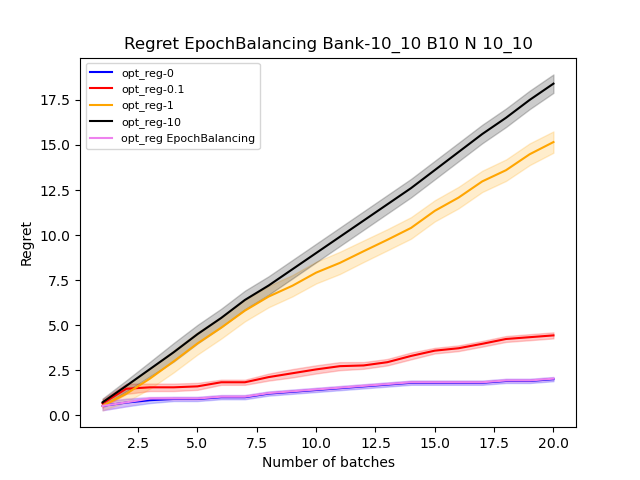 Regret EpochBalancing Bank-10_10 B10 N 10_10
opt_reg-0
opt_reg-0.1
opt_reg-1
opt_reg-10
opt_reg EpochBalancing
17.5
15.0
12.5
10.0
7.5
5.0
2.5
0.0
Regret
2.5 5.0 7.5 10.0 12.5 15.0 17.5 20.0
Number of batches